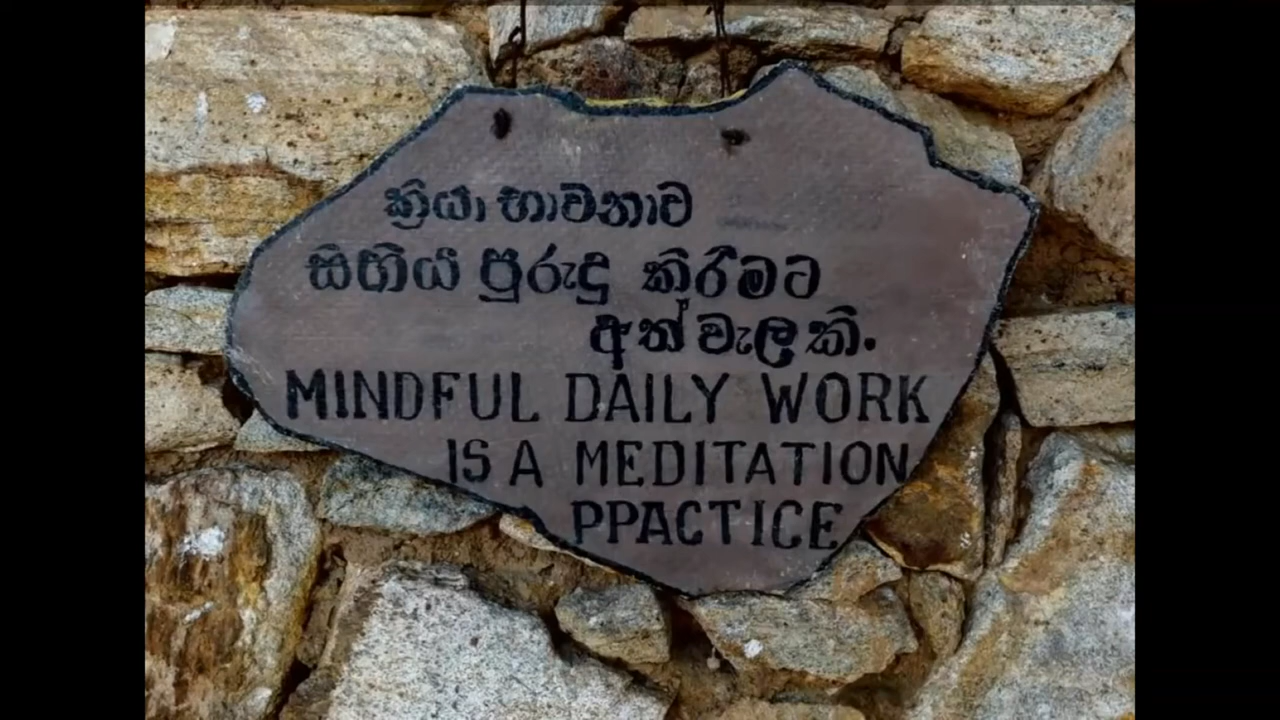 ක්‍රියා භාවනාව
සිහිය පුරුදු කිරීමට
අත්වැලකි.
MINDFUL DAILY WORK
IS A MEDITATION
PPACTICE